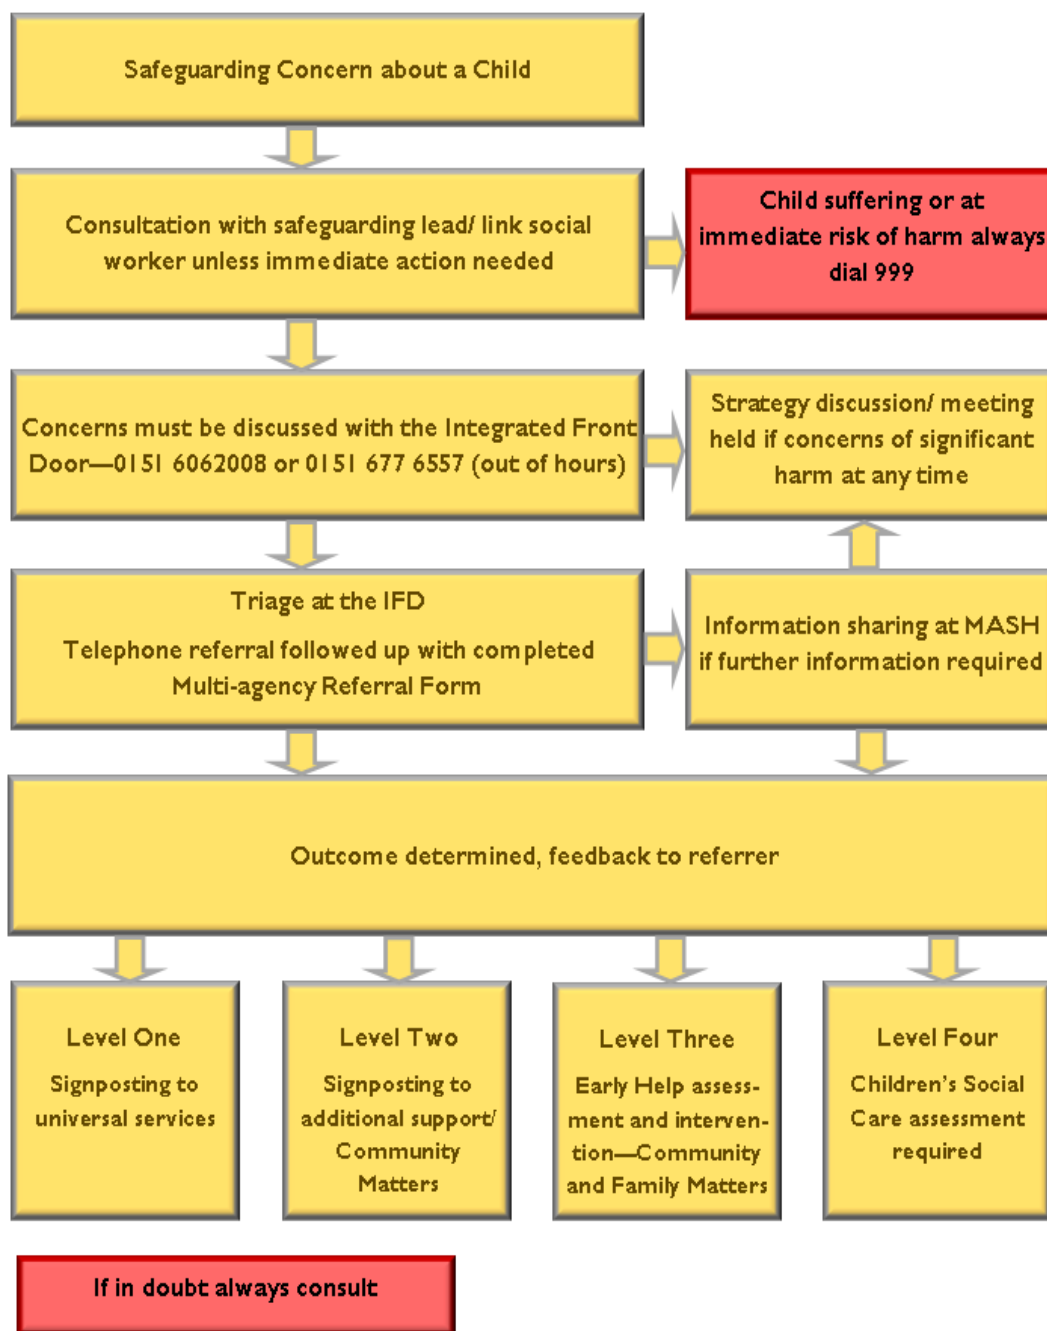 Safeguarding Concern about a Child
Consultation with safeguarding lead/ link social
worker unless immediate action needed
Child suffering or at
immediate risk of harm always
dial 999
Concerns must be discussed with the Integrated Front
Door—0151 6062008 or 0151 677 6557 (out of hours)
Strategy discussion/ meeting
held if concerns of significant
harm at any time
Triage at the IFD
Telephone referral followed up with completed
Multi-agency Referral Form
Information sharing at MASH
if further information required
Outcome determined, feedback to referrer
Level One
Signposting to
universal services
Level Two
Signposting to
additional support/
Community
Matters
Level Three
Early Help assess-
ment and interven-
tion—Community
and Family Matters
Level Four
Children’s Social
Care assessment
required
If in doubt always consult